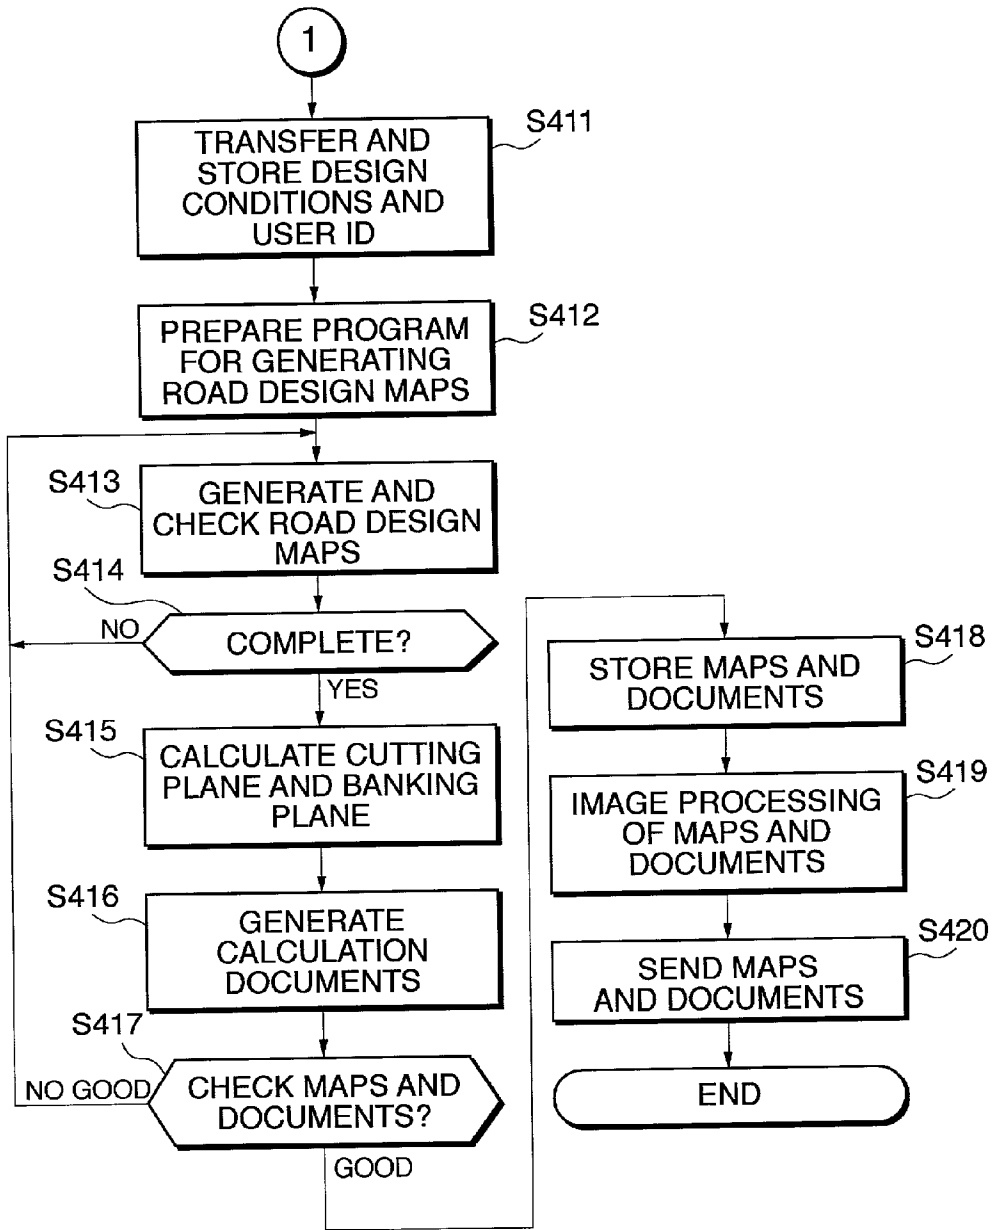 1
S411
TRANSFER AND
STORE DESIGN
CONDITIONS AND
USER ID
S412
PREPARE PROGRAM
FOR GENERATING
ROAD DESIGN MAPS
S413
GENERATE AND
CHECK ROAD DESIGN
MAPS
S414
NO
COMPLETE?
YES
S415
CALCULATE CUTTING
PLANE AND BANKING
PLANE
S416
GENERATE
CALCULATION
DOCUMENTS
S417
NO GOOD
CHECK MAPS AND
DOCUMENTS?
GOOD
S418
STORE MAPS AND
DOCUMENTS
S419
IMAGE PROCESSING
OF MAPS AND
DOCUMENTS
S420
SEND MAPS
AND DOCUMENTS
END